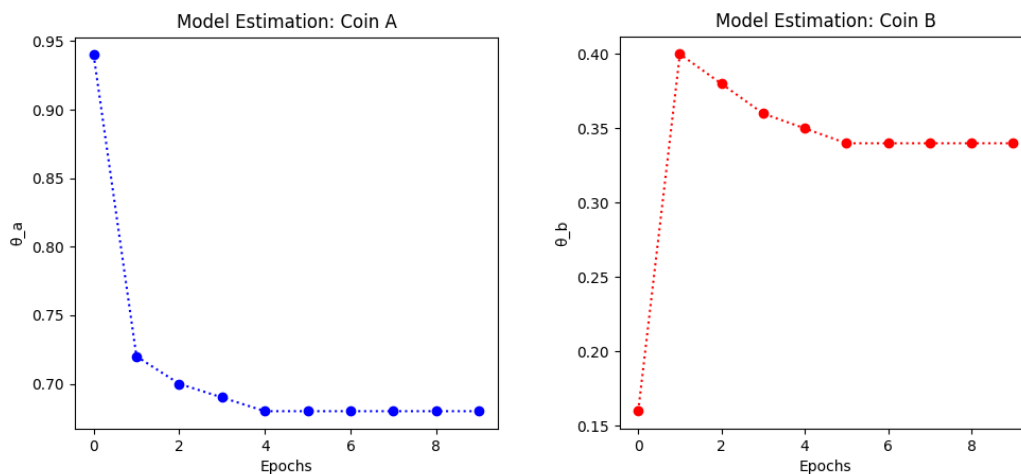 Model Estimation: Coin A
0.95
0.90
0.85
0.80
0.75
0.70
θ_a
0 2 4 6 8
Epochs
Model Estimation: Coin B
0.40
0.35
0.30
0.25
0.20
0.15
θ_b
0 2 4 6 8
Epochs